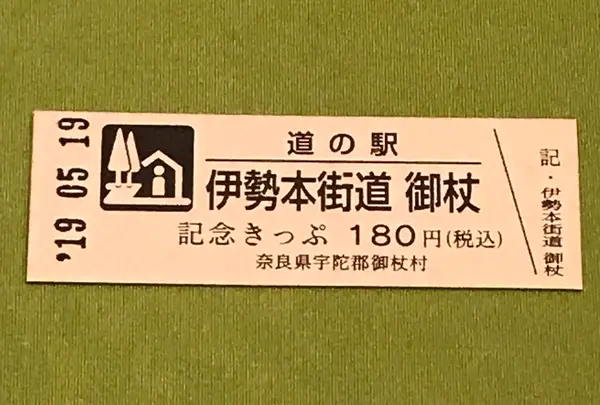 '19 05 19
道の駅
伊勢本街道 御杖
記念きっぷ 180円(税込)
奈良県宇陀郡御杖村
記・伊勢本街道 御杖